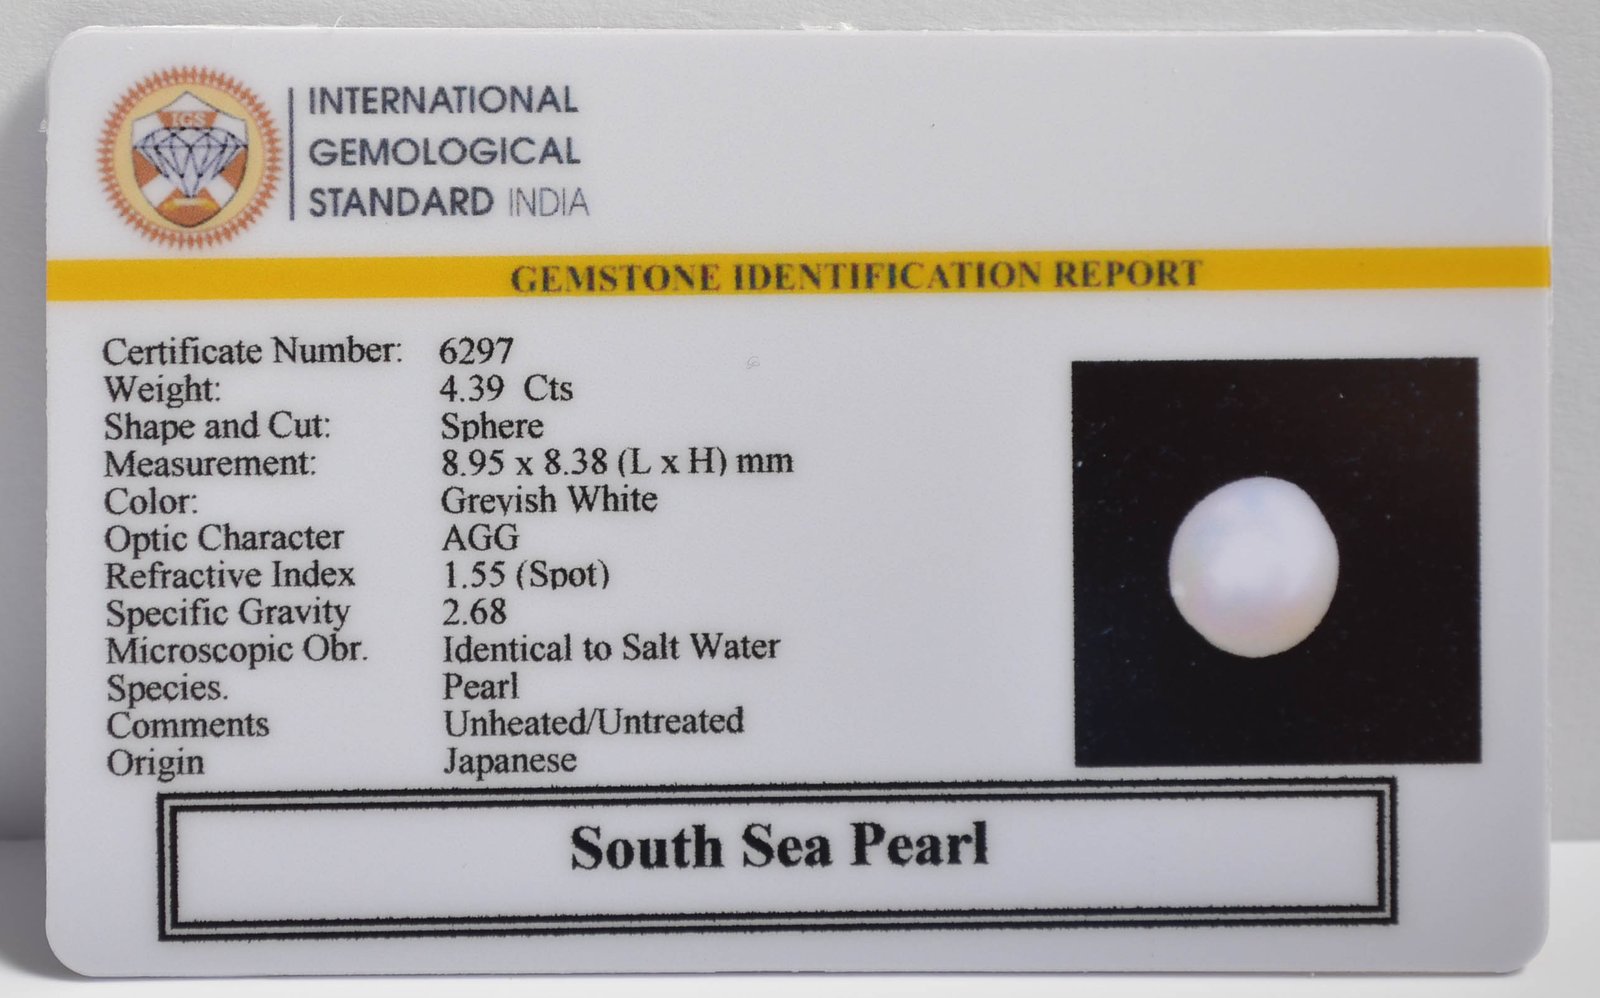 IGS
INTERNATIONAL
GEMOLOGICAL
STANDARD INDIA
GEMSTONE IDENTIFICATION REPORT
Certificate Number: 6297
Weight: 4.39 Cts
Shape and Cut: Sphere
Measurement: 8.95 x 8.38 (L x H) mm
Color: Greyish White
Optic Character AGG
Refractive Index 1.55 (Spot)
Specific Gravity 2.68
Microscopic Obr. Identical to Salt Water
Species. Pearl
Comments Unheated/Untreated
Origin Japanese
South Sea Pearl